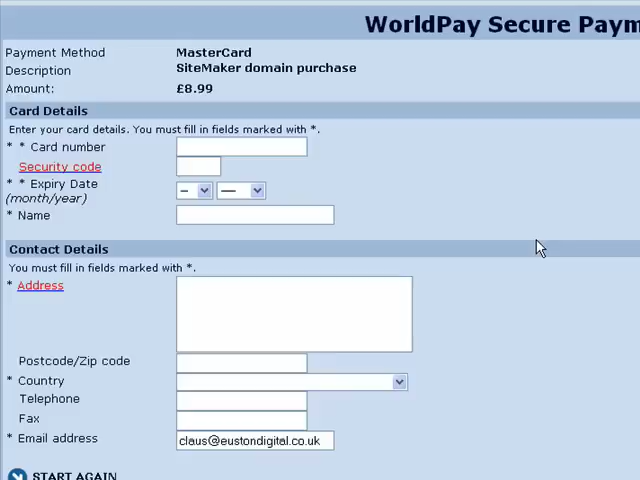 WorldPay Secure Paym
Payment Method MasterCard
Description SiteMaker domain purchase
Amount: £8.99
Card Details
Enter your card details. You must fill in fields marked with *.
* * Card number
Security code
* * Expiry Date
(month/year)
* Name
Contact Details
You must fill in fields marked with *.
* Address
Postcode/Zip code
* Country
Telephone
Fax
* Email address claus@eustondigital.co.uk
START AGAIN